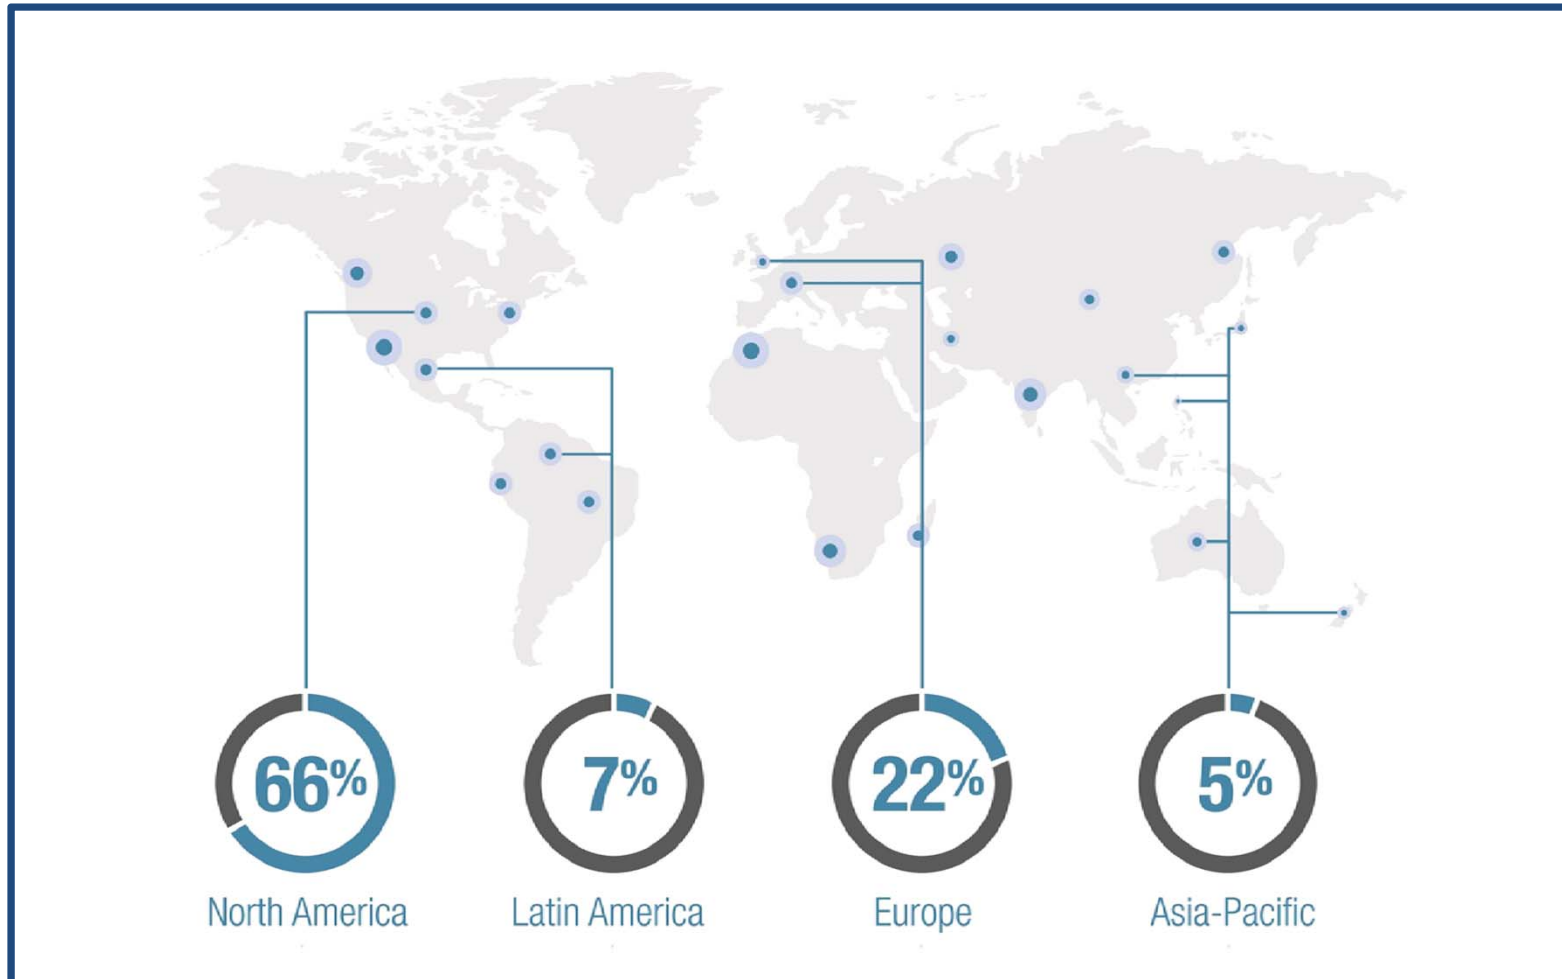 66%
7%
22%
5%
North America
Latin America
Europe
Asia-Pacific